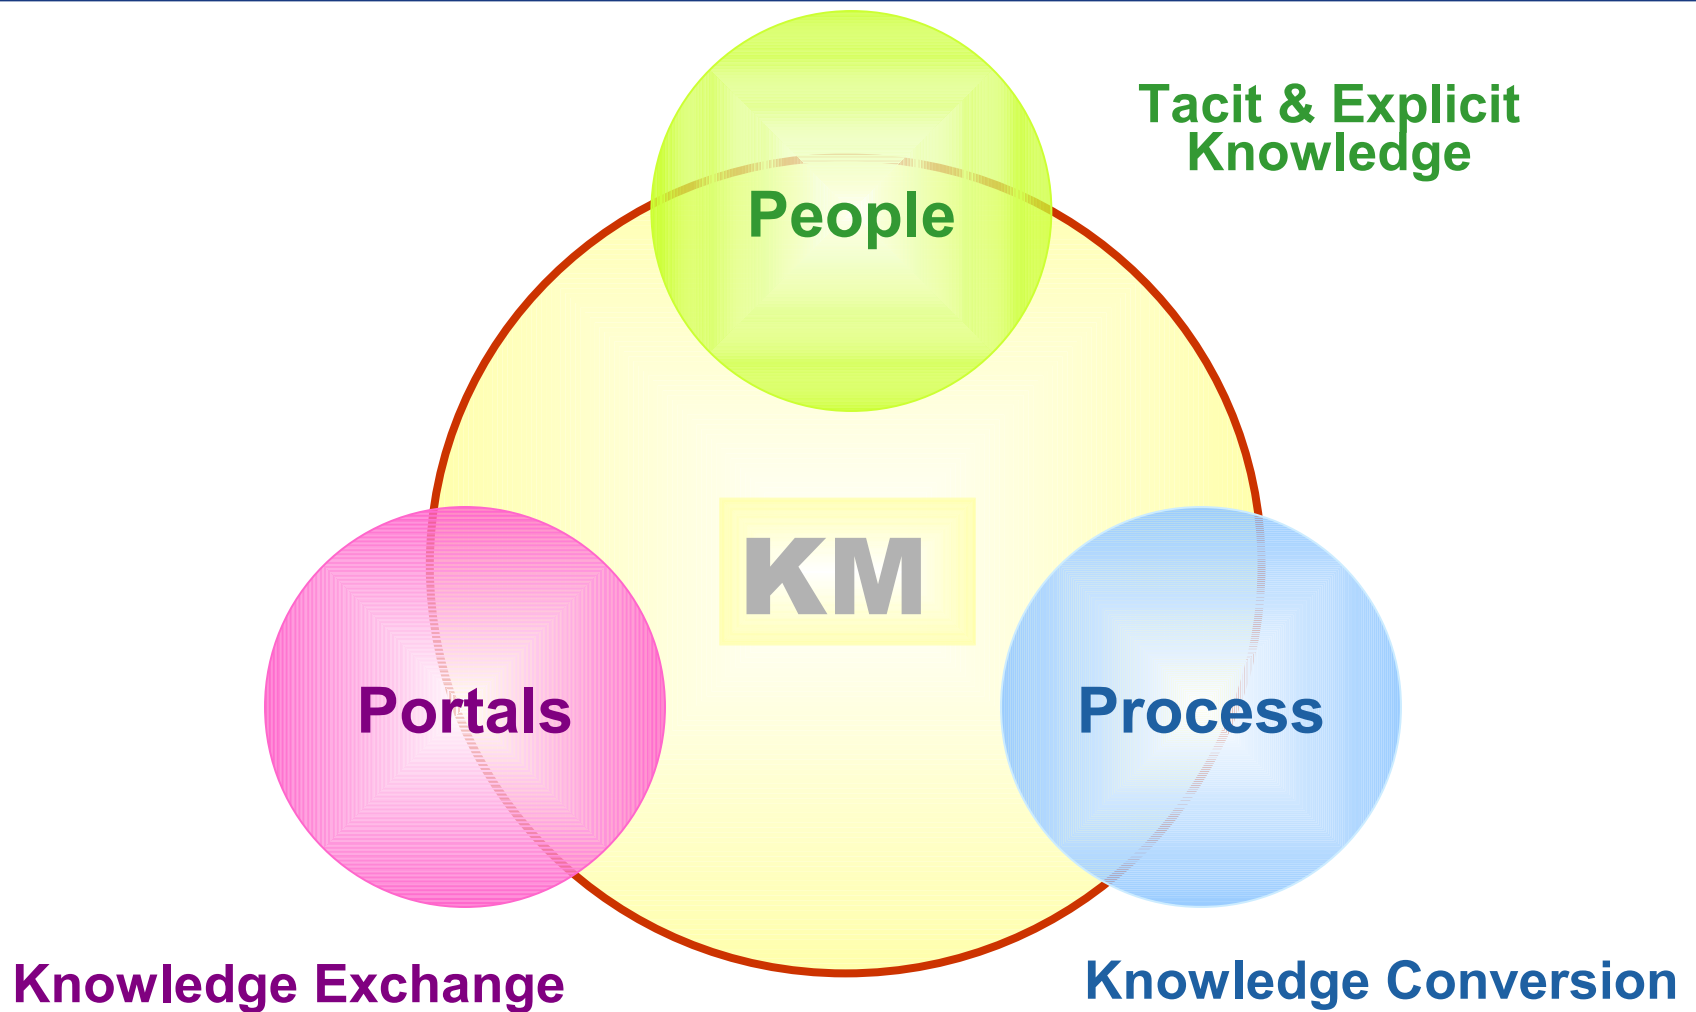 Tacit & Explicit
Knowledge
People
KM
Portals
Process
Knowledge Exchange
Knowledge Conversion